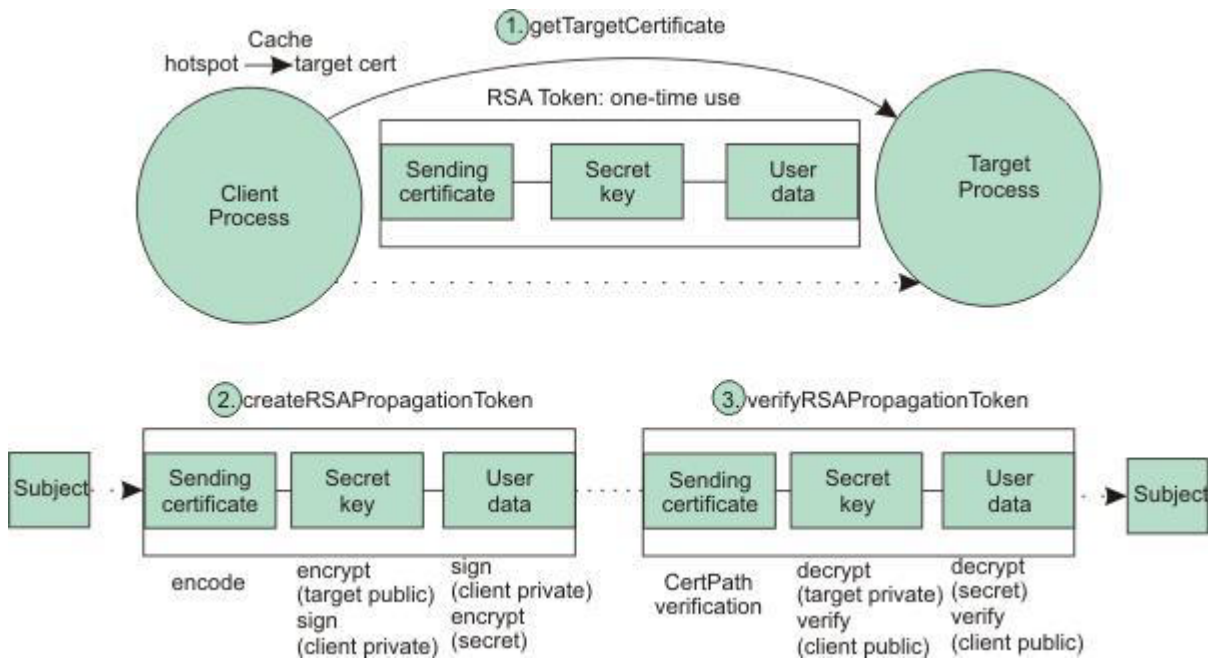 1. getTargetCertificate
Cache
hotspot target cert
RSA Token: one-time use
Client
Process
Sending
certificate
Secret
key
User
data
Target
Process
2. createRSAPropagationToken
Subject
Sending
certificate
Secret
key
User
data
encode
encrypt
(target public)
sign
(client private)
sign
(client private)
encrypt
(secret)
3. verifyRSAPropagationToken
Sending
certificate
Secret
key
User
data
Subject
CertPath
verification
decrypt
(target private)
verify
(client public)
decrypt
(secret)
verify
(client public)